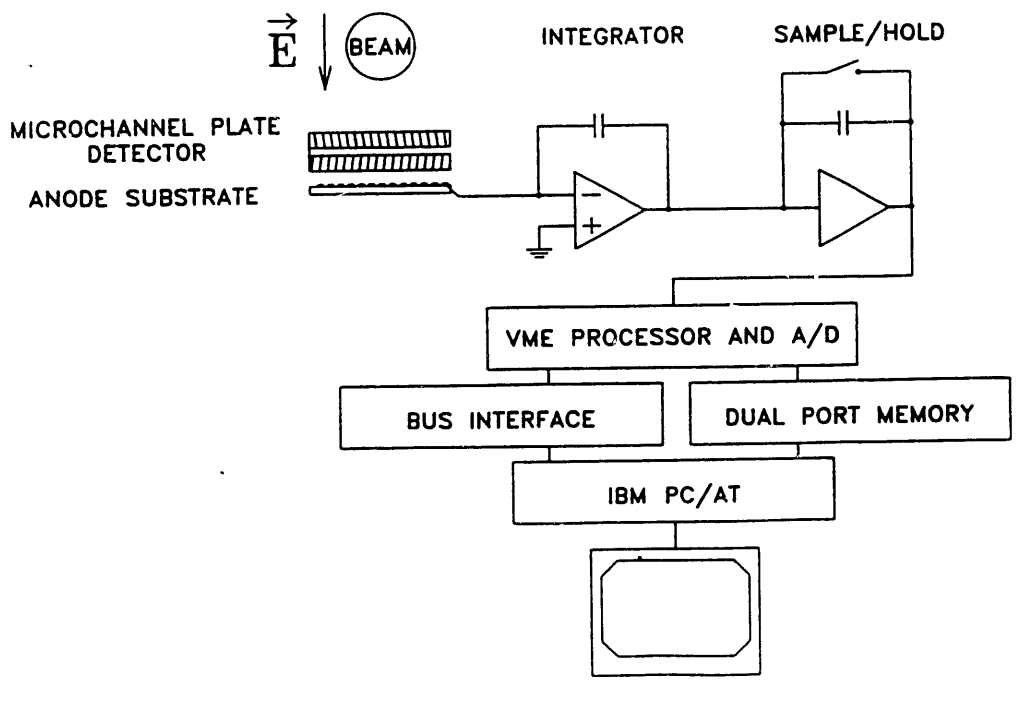 E
BEAM
INTEGRATOR
SAMPLE/HOLD
MICROCHANNEL PLATE
DETECTOR
ANODE SUBSTRATE
−
+
VME PROCESSOR AND A/D
BUS INTERFACE
DUAL PORT MEMORY
IBM PC/AT